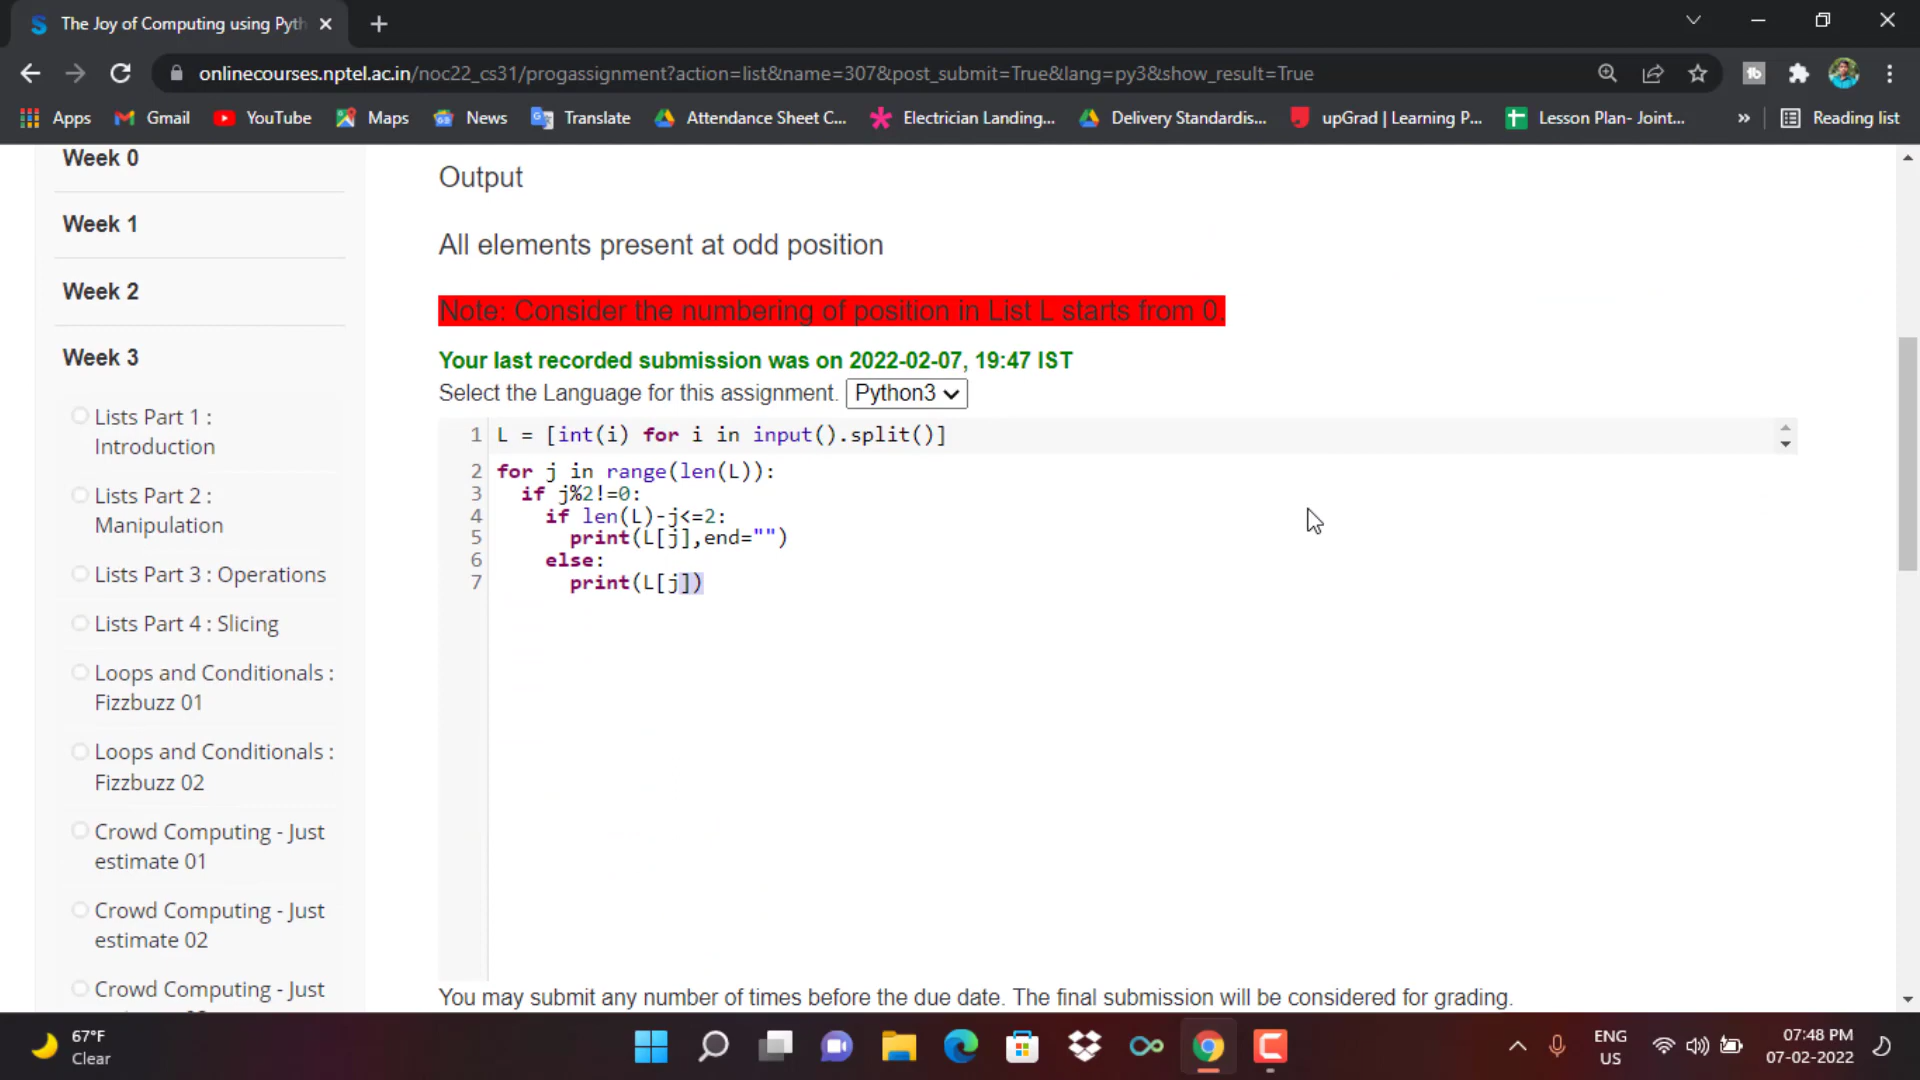 The Joy of Computing using Pyth
onlinecourses.nptel.ac.in/noc22_cs31/progassignment?action=list&name=307&post_submit=True&lang=py3&show_result=True
Apps
Gmail
YouTube
Maps
News
Translate
Attendance Sheet C...
Electrician Landing...
Delivery Standardis...
upGrad | Learning P...
Lesson Plan- Joint...
»
Reading list
Week 0
Week 1
Week 2
Week 3
Lists Part 1 :
Introduction
Lists Part 2 :
Manipulation
Lists Part 3 : Operations
Lists Part 4 : Slicing
Loops and Conditionals :
Fizzbuzz 01
Loops and Conditionals :
Fizzbuzz 02
Crowd Computing - Just
estimate 01
Crowd Computing - Just
estimate 02
Crowd Computing - Just
Output
All elements present at odd position
Note: Consider the numbering of position in List L starts from 0.
Your last recorded submission was on 2022-02-07, 19:47 IST
Select the Language for this assignment. Python3
1 L = [int(i) for i in input().split()]
2 for j in range(len(L)):
3 if j%2!=0:
4 if len(L)-j<=2:
5 print(L[j],end="")
6 else:
7 print(L[j])
You may submit any number of times before the due date. The final submission will be considered for grading.
67°F
Clear
ENG
US
07:48 PM
07-02-2022